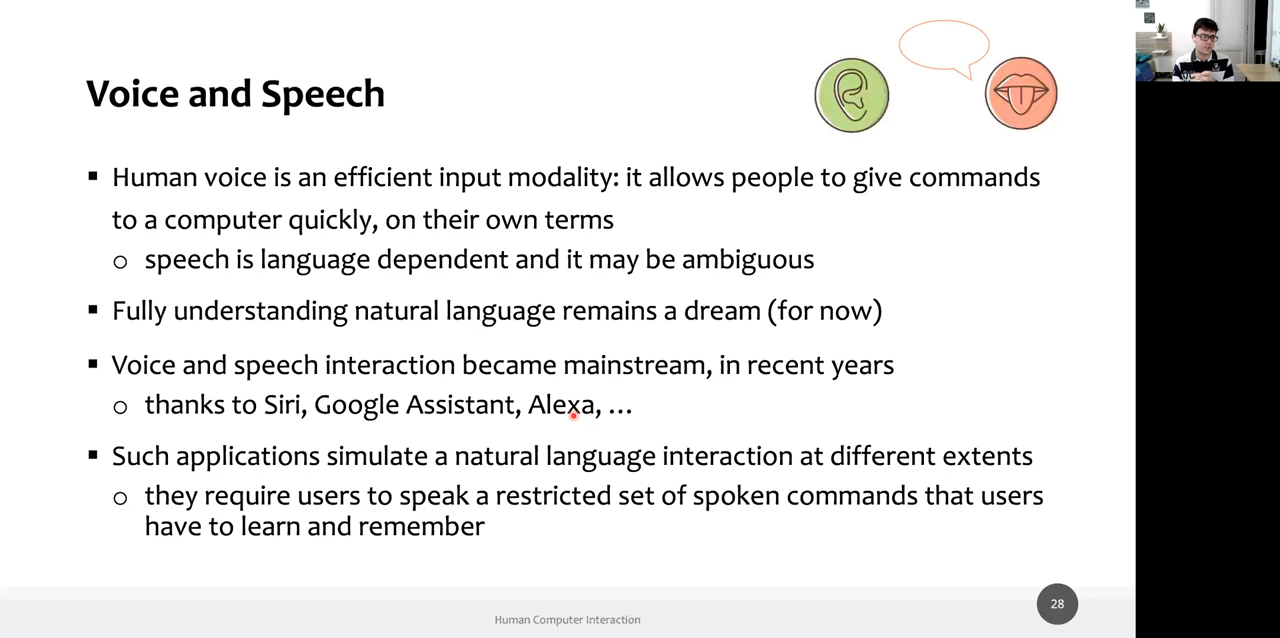 Voice and Speech
▪ Human voice is an efficient input modality: it allows people to give commands
to a computer quickly, on their own terms
o speech is language dependent and it may be ambiguous
▪ Fully understanding natural language remains a dream (for now)
▪ Voice and speech interaction became mainstream, in recent years
o thanks to Siri, Google Assistant, Alexa, …
▪ Such applications simulate a natural language interaction at different extents
o they require users to speak a restricted set of spoken commands that users
have to learn and remember
28
Human Computer Interaction